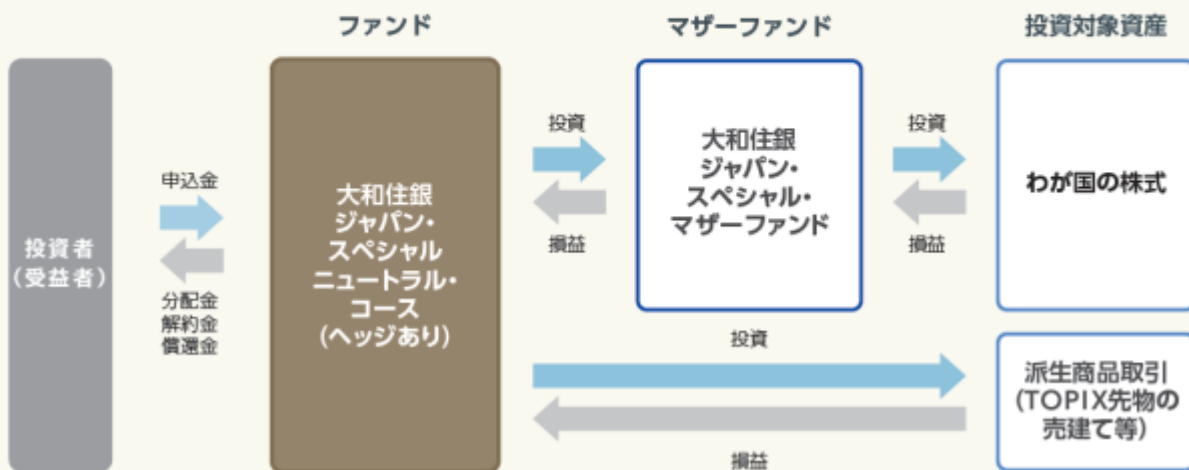 ファンド
マザーファンド
投資対象資産
投資者
(受益者)
申込金
分配金
解約金
償還金
大和住銀
ジャパン・
スペシャル
ニュートラル・
コース
(ヘッジあり)
投資
損益
大和住銀
ジャパン・
スペシャル・
マザーファンド
投資
損益
わが国の株式
投資
損益
派生商品取引
(TOPIX先物の
売建て等)